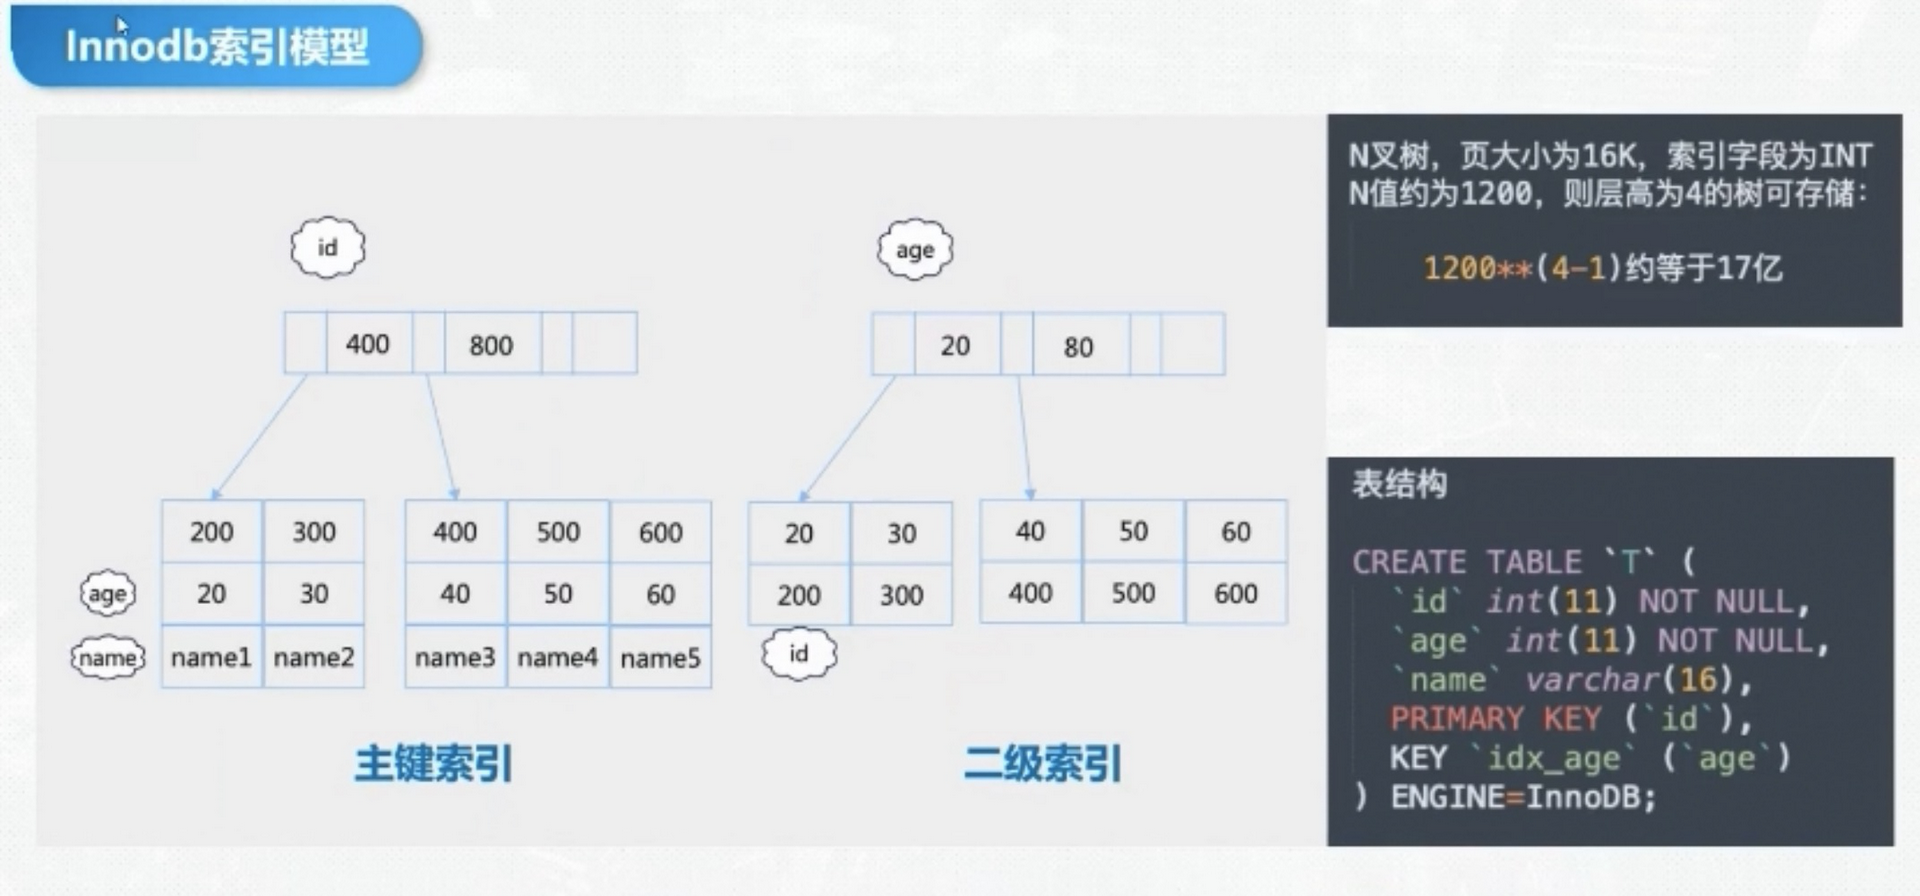 Innodb索引模型
id
400 800
200 300
400 500 600
age
20 30
40 50 60
name
name1 name2
name3 name4 name5
主键索引
age
20 80
20 30
40 50 60
200 300
400 500 600
id
二级索引
N叉树，页大小为16K，索引字段为INT
N值约为1200，则层高为4的树可存储：
1200**(4-1)约等于17亿
表结构
CREATE TABLE `T` (
`id` int(11) NOT NULL,
`age` int(11) NOT NULL,
`name` varchar(16),
PRIMARY KEY (`id`),
KEY `idx_age` (`age`)
) ENGINE=InnoDB;